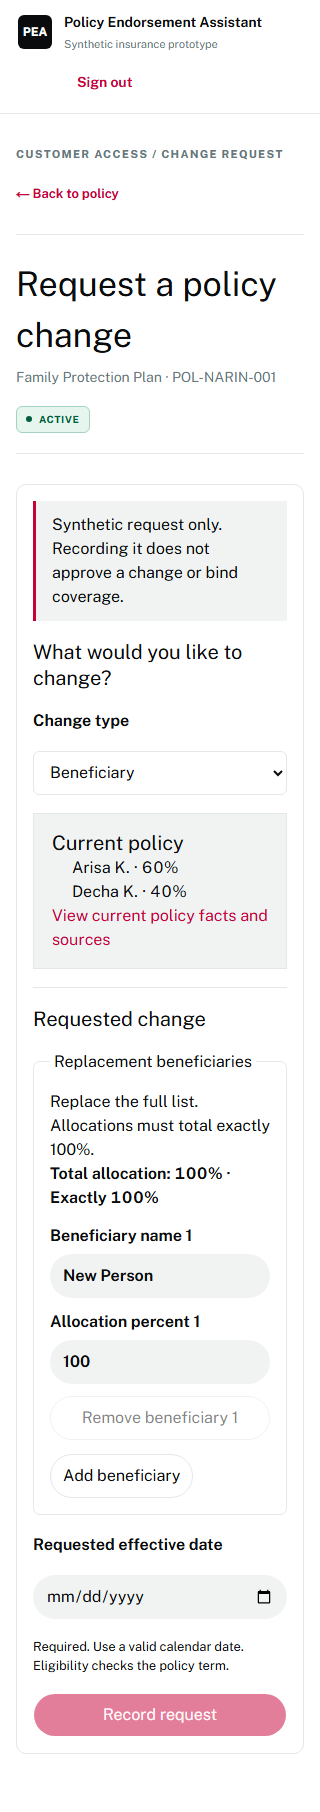 PEA
Policy Endorsement Assistant
Synthetic insurance prototype
Sign out
CUSTOMER ACCESS / CHANGE REQUEST
← Back to policy
Request a policy
change
Family Protection Plan · POL-NARIN-001
ACTIVE
Synthetic request only.
Recording it does not
approve a change or bind
coverage.
What would you like to
change?
Change type
Beneficiary
Current policy
Arisa K. · 60%
Decha K. · 40%
View current policy facts and
sources
Requested change
Replacement beneficiaries
Replace the full list.
Allocations must total exactly
100%.
Total allocation: 100% ·
Exactly 100%
Beneficiary name 1
New Person
Allocation percent 1
100
Remove beneficiary 1
Add beneficiary
Requested effective date
mm/dd/yyyy
Required. Use a valid calendar date.
Eligibility checks the policy term.
Record request